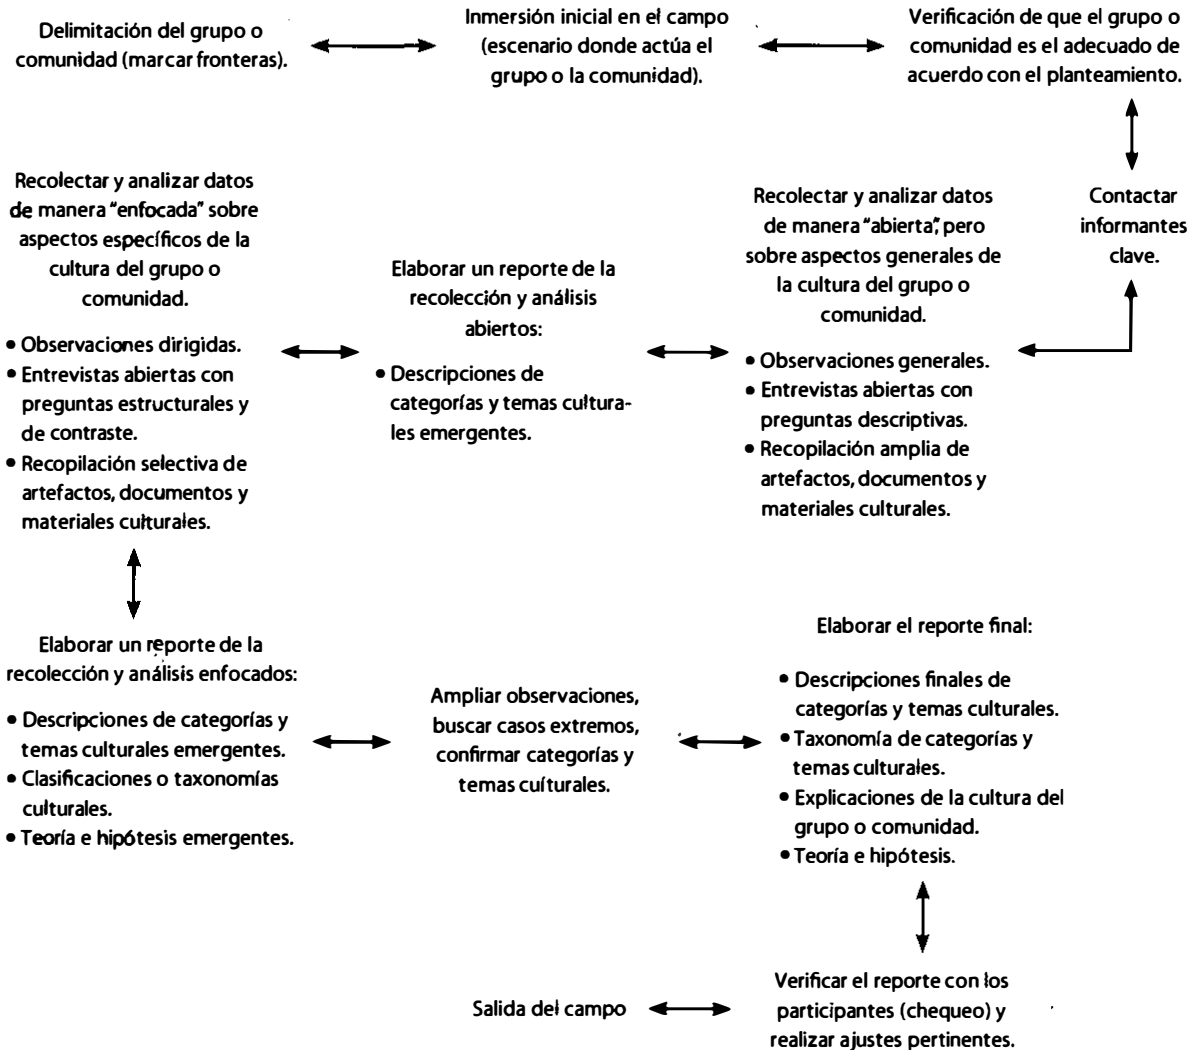 Delimitación del grupo o
comunidad (marcar fronteras).
Inmersión inicial en el campo
(escenario donde actúa el
grupo o la comunidad).
Verificación de que el grupo o
comunidad es el adecuado de
acuerdo con el planteamiento.
Contactar
informantes
clave.
Recolectar y analizar datos
de manera "abierta", pero
sobre aspectos generales de
la cultura del grupo o
comunidad.
• Observaciones generales.
• Entrevistas abiertas con
preguntas descriptivas.
• Recopilación amplia de
artefactos, documentos y
materiales culturales.
Elaborar un reporte de la
recolección y análisis
abiertos:
• Descripciones de
categorías y temas cultura-
les emergentes.
Recolectar y analizar datos
de manera "enfocada" sobre
aspectos específicos de la
cultura del grupo o
comunidad.
• Observaciones dirigidas.
• Entrevistas abiertas con
preguntas estructurales y
de contraste.
• Recopilación selectiva de
artefactos, documentos y
materiales culturales.
Elaborar un reporte de la
recolección y análisis enfocados:
• Descripciones de categorías y
temas culturales emergentes.
• Clasificaciones o taxonomías
culturales.
• Teoría e hipótesis emergentes.
Ampliar observaciones,
buscar casos extremos,
confirmar categorías y
temas culturales.
Elaborar el reporte final:
• Descripciones finales de
categorías y temas culturales.
• Taxonomía de categorías y
temas culturales.
• Explicaciones de la cultura del
grupo o comunidad.
• Teoría e hipótesis.
Verificar el reporte con los
participantes (chequeo) y
realizar ajustes pertinentes.
Salida del campo